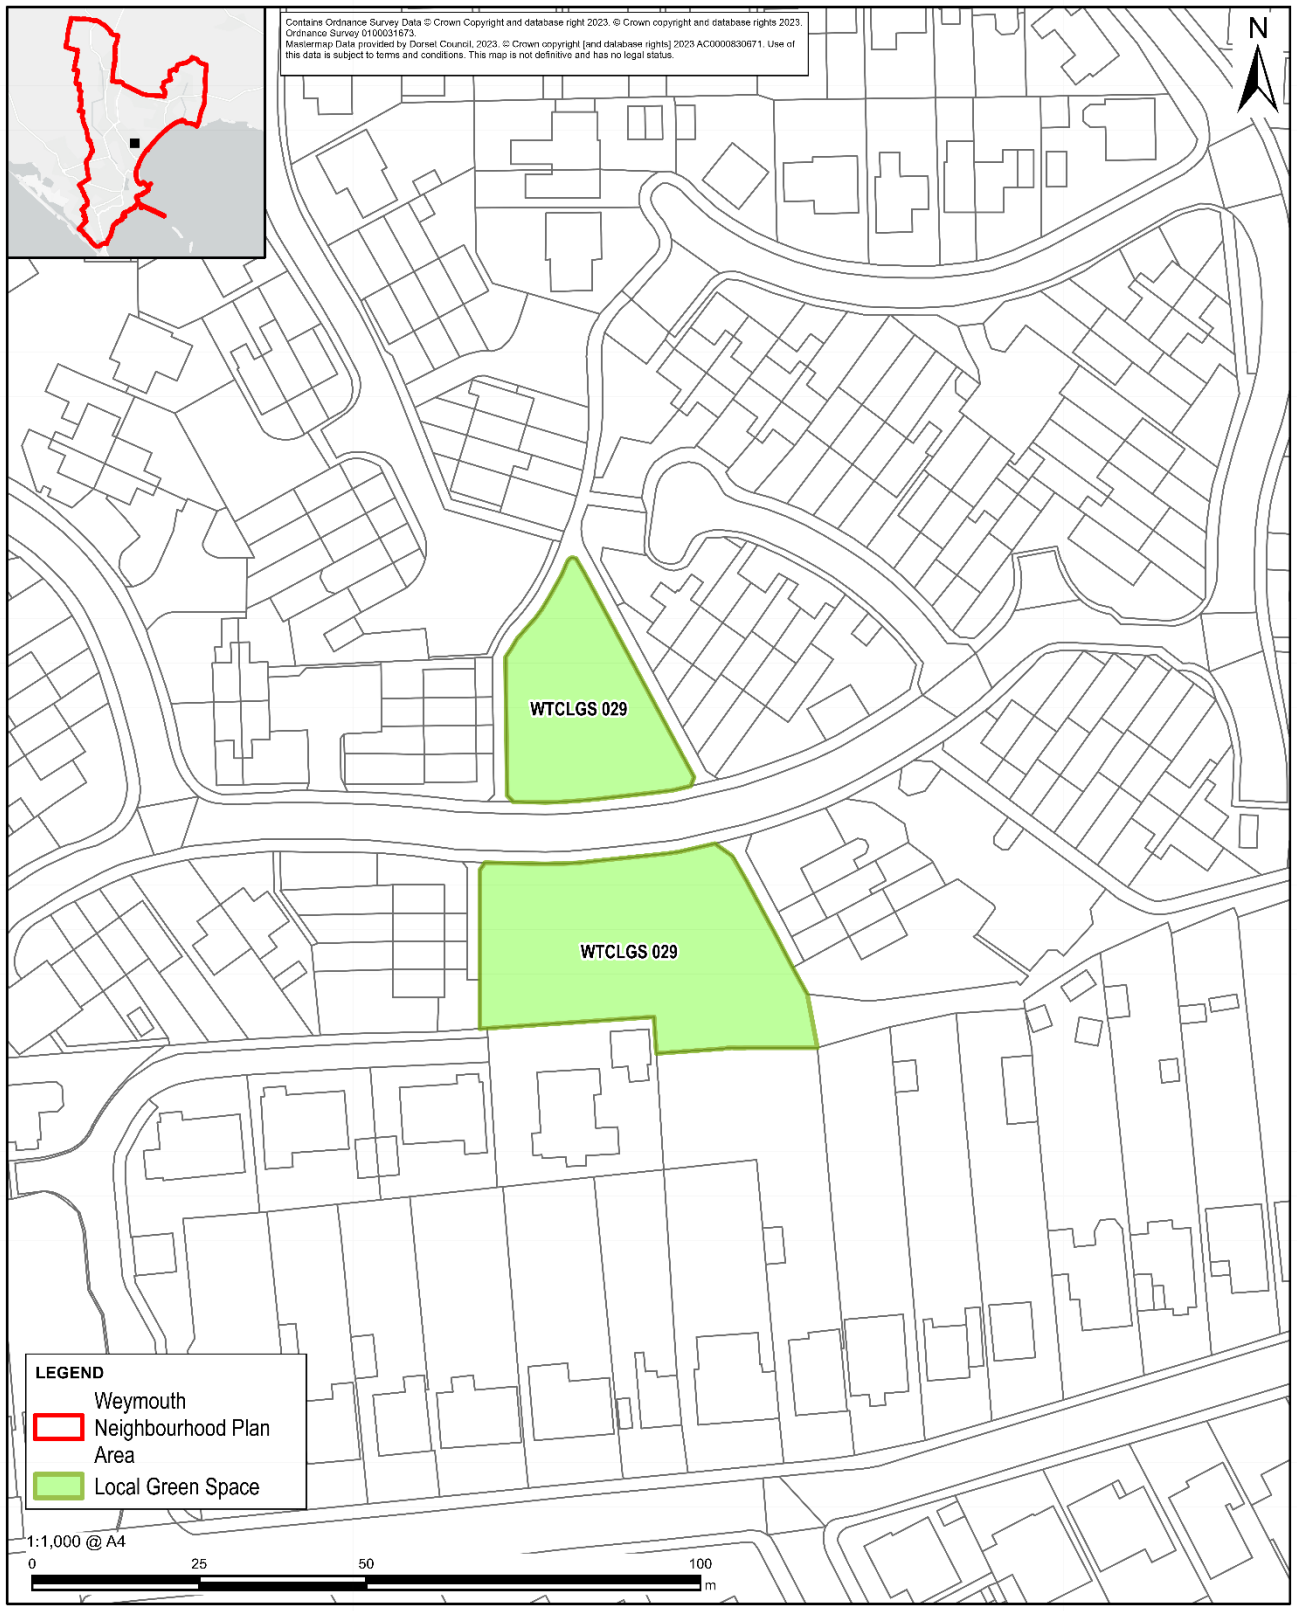 Contains Ordnance Survey Data © Crown Copyright and database right 2023. © Crown copyright and database rights 2023.
Ordnance Survey 0100031673.
Mastermap Data provided by Dorset Council, 2023. © Crown copyright [and database rights] 2023 AC0000830671. Use of
this data is subject to terms and conditions. This map is not definitive and has no legal status.
N
WTCLGS 029
WTCLGS 029
LEGEND
Weymouth
Neighbourhood Plan
Area
Local Green Space
1:1,000 @ A4
0 25 50 100
m